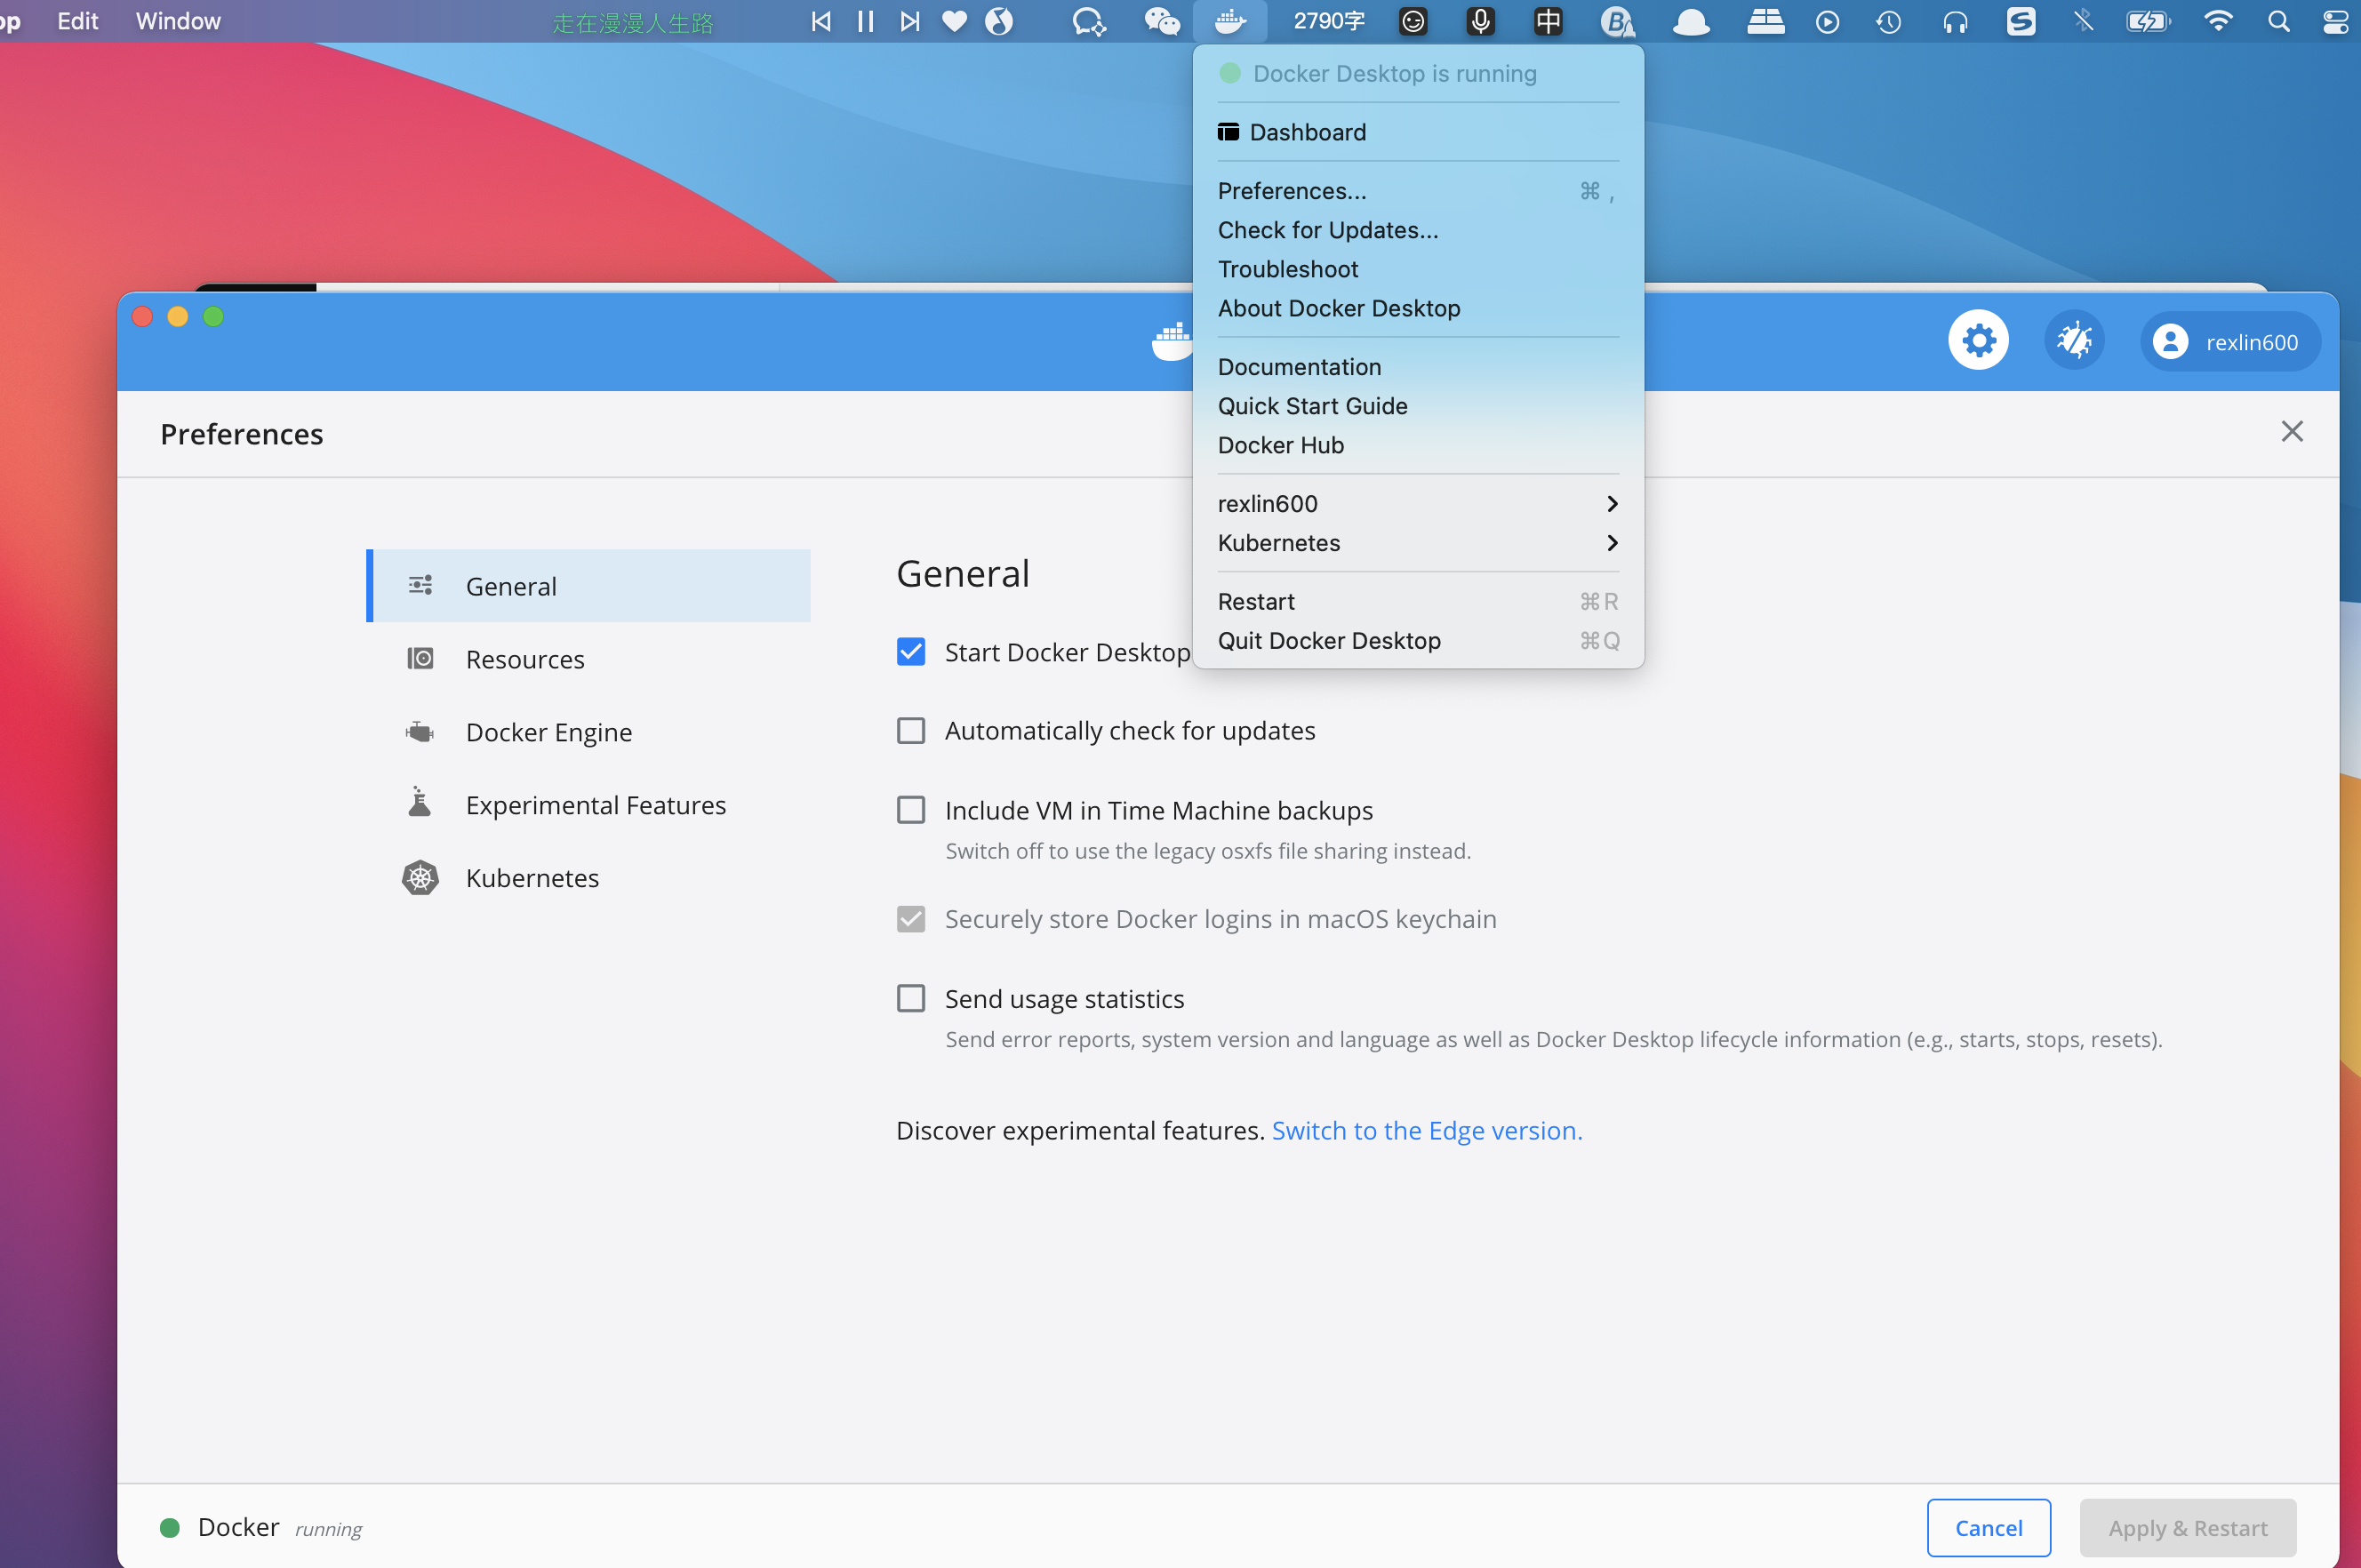 pp Edit Window 走在漫漫人生路 2790字 中
Docker Desktop is running
Dashboard
Preferences... ⌘ ,
Check for Updates...
Troubleshoot
About Docker Desktop
Documentation
Quick Start Guide
Docker Hub
rexlin600
Kubernetes
Restart ⌘R
Quit Docker Desktop ⌘Q
rexlin600
Preferences
General
Resources
Docker Engine
Experimental Features
Kubernetes
General
Start Docker Desktop
Automatically check for updates
Include VM in Time Machine backups
Switch off to use the legacy osxfs file sharing instead.
Securely store Docker logins in macOS keychain
Send usage statistics
Send error reports, system version and language as well as Docker Desktop lifecycle information (e.g., starts, stops, resets).
Discover experimental features. Switch to the Edge version.
Docker running
Cancel
Apply & Restart